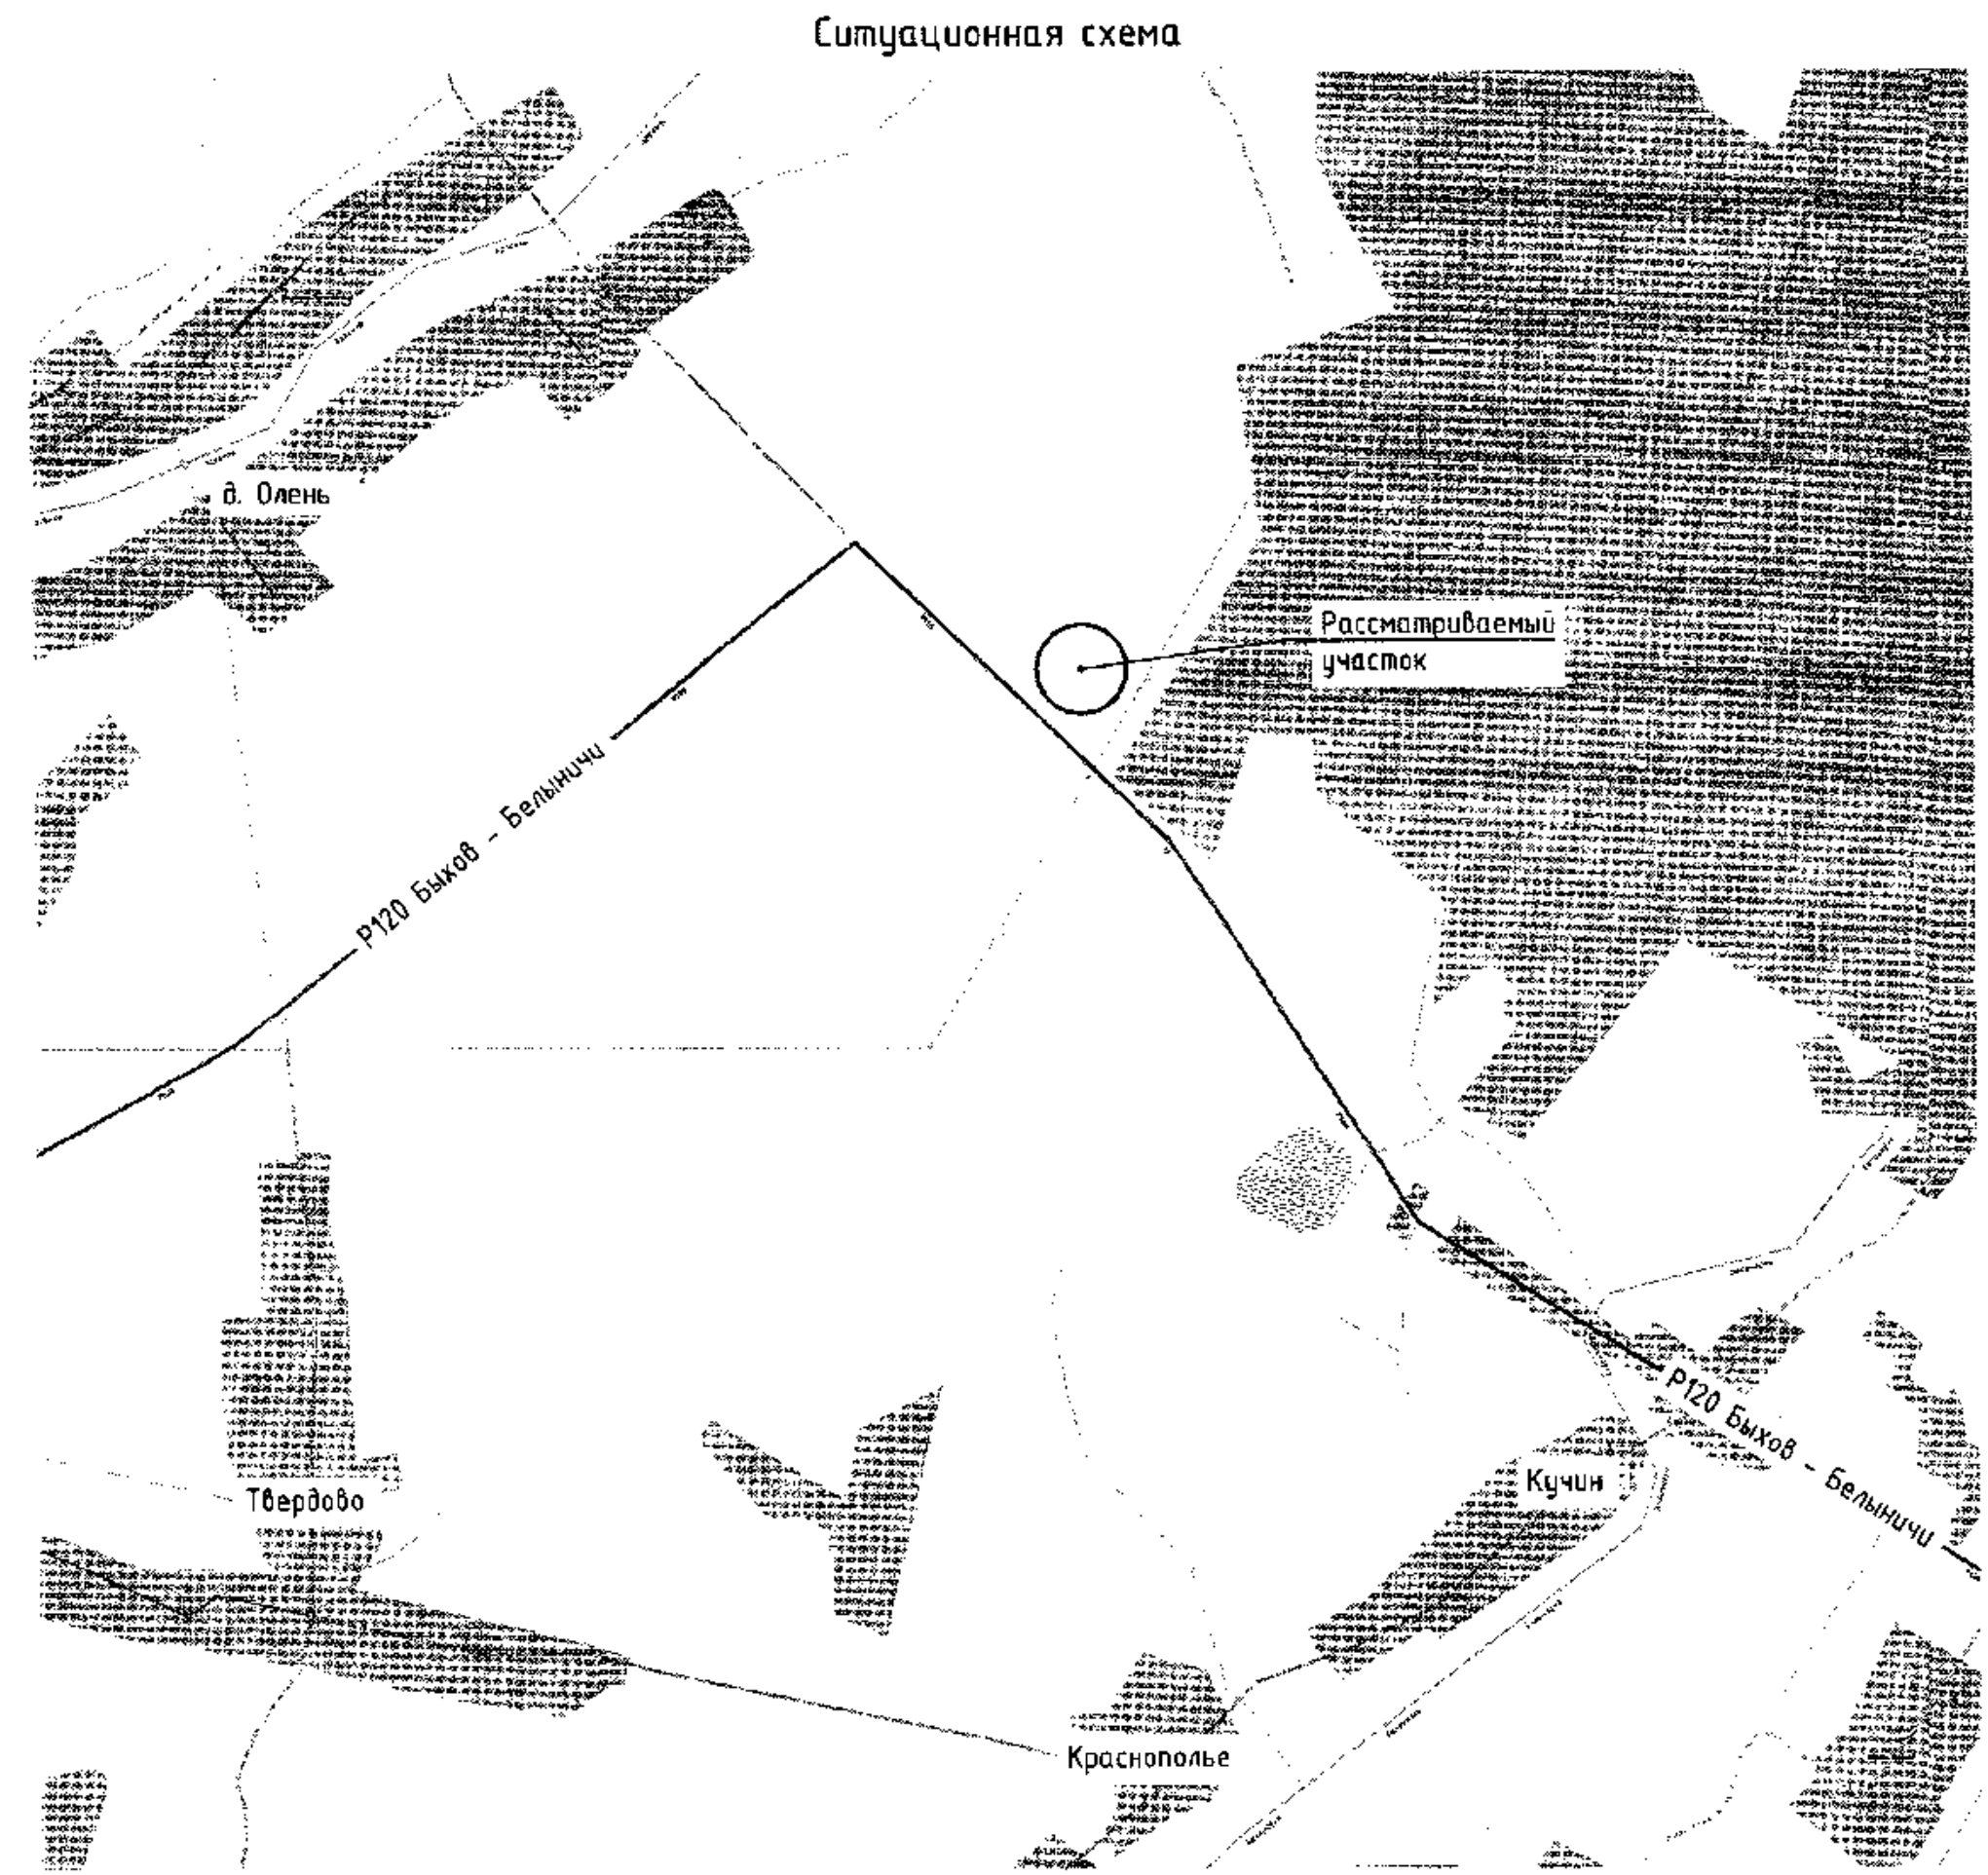 Ситуационная схема
д. Олень
Рассматриваемый
участок
Р120 Быхов - Белыничи
Р120 Быхов - Белыничи
Кучин
Твердово
Краснополье